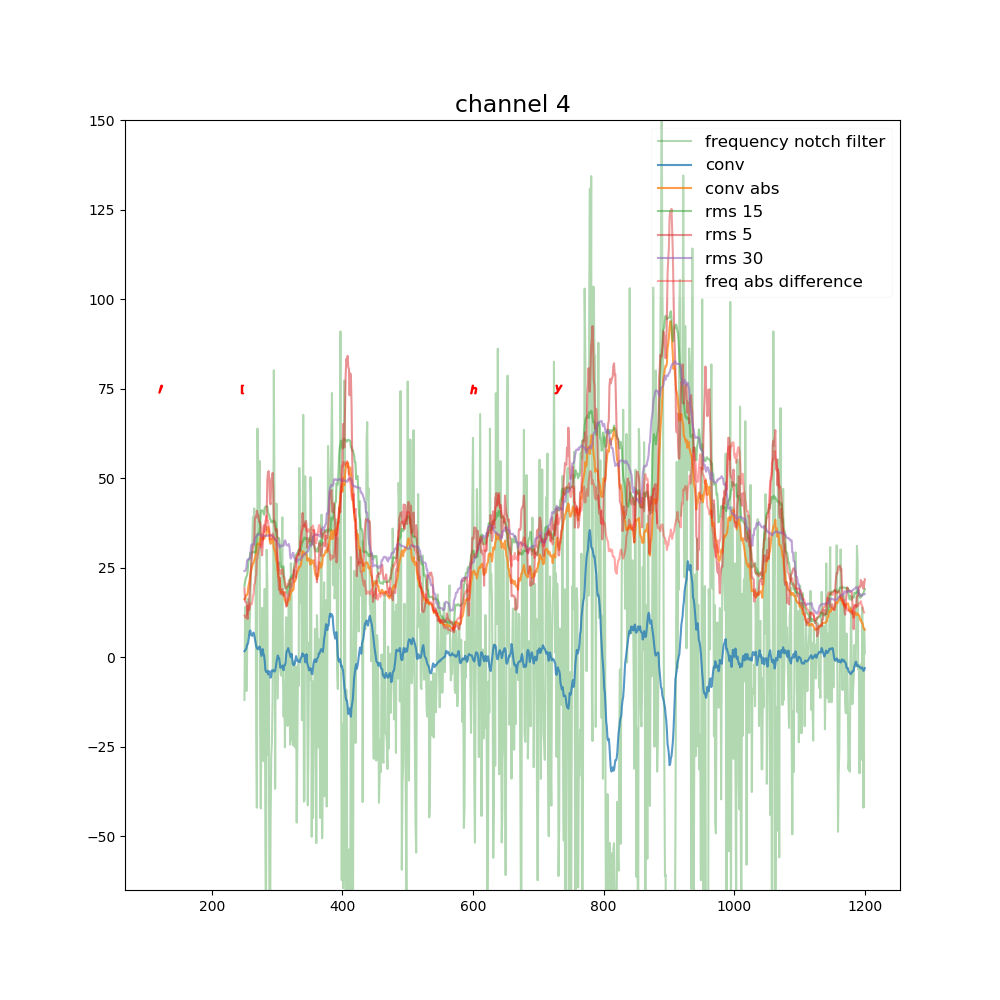 channel 4
150
125
100
75
50
25
0
−25
−50
frequency notch filter
conv
conv abs
rms 15
rms 5
rms 30
freq abs difference
h
y
200
400
600
800
1000
1200